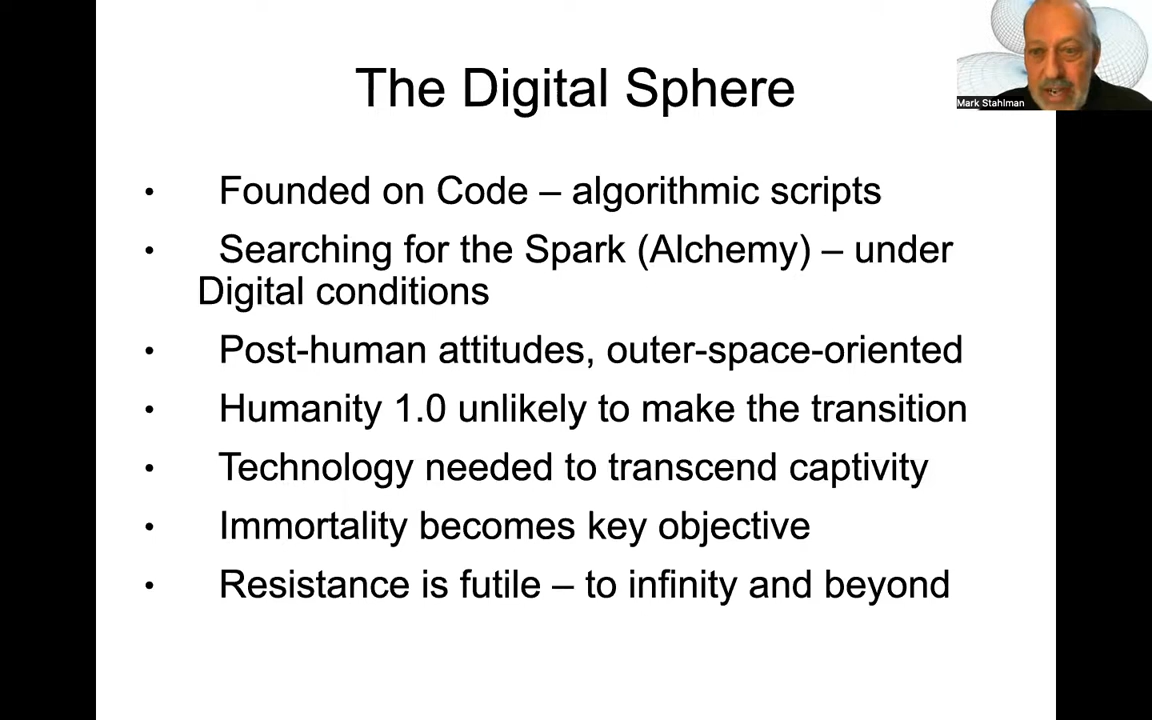 The Digital Sphere
Mark Stahlman
• Founded on Code – algorithmic scripts
• Searching for the Spark (Alchemy) – under
Digital conditions
• Post-human attitudes, outer-space-oriented
• Humanity 1.0 unlikely to make the transition
• Technology needed to transcend captivity
• Immortality becomes key objective
• Resistance is futile – to infinity and beyond